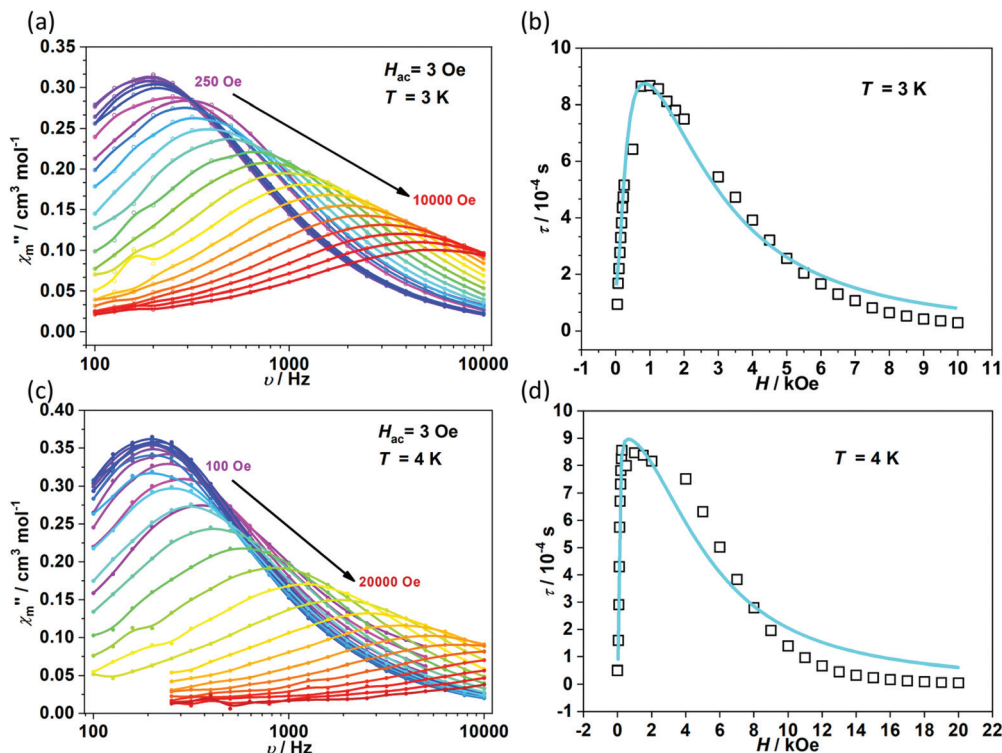 (a)
0.35
0.30
0.25
0.20
0.15
0.10
0.05
0.00
χm'' / cm³ mol⁻¹
250 Oe
10000 Oe
Hac = 3 Oe
T = 3 K
100
1000
10000
υ / Hz
(b)
10
8
6
4
2
0
τ / 10⁻⁴ s
T = 3 K
-1 0 1 2 3 4 5 6 7 8 9 10 11
H / kOe
(c)
0.40
0.35
0.30
0.25
0.20
0.15
0.10
0.05
0.00
χm'' / cm³ mol⁻¹
100 Oe
20000 Oe
Hac = 3 Oe
T = 4 K
100
1000
10000
υ / Hz
(d)
10
9
8
7
6
5
4
3
2
1
0
-1
τ / 10⁻⁴ s
T = 4 K
-2 0 2 4 6 8 10 12 14 16 18 20 22
H / kOe